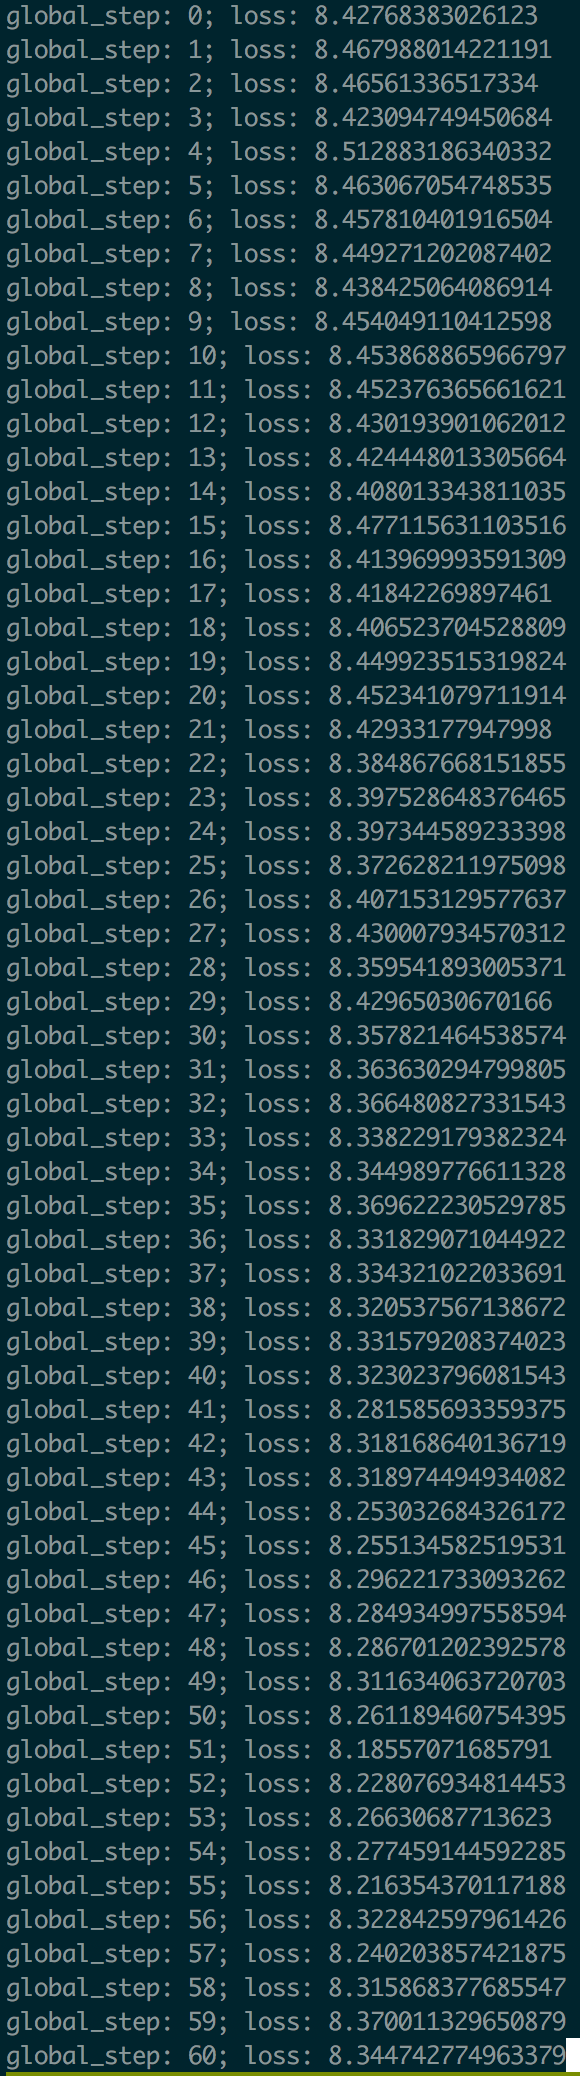 global_step: 0; loss: 8.42768383026123
global_step: 1; loss: 8.467988014221191
global_step: 2; loss: 8.46561336517334
global_step: 3; loss: 8.423094749450684
global_step: 4; loss: 8.512883186340332
global_step: 5; loss: 8.463067054748535
global_step: 6; loss: 8.457810401916504
global_step: 7; loss: 8.449271202087402
global_step: 8; loss: 8.438425064086914
global_step: 9; loss: 8.454049110412598
global_step: 10; loss: 8.453868865966797
global_step: 11; loss: 8.452376365661621
global_step: 12; loss: 8.430193901062012
global_step: 13; loss: 8.424448013305664
global_step: 14; loss: 8.408013343811035
global_step: 15; loss: 8.477115631103516
global_step: 16; loss: 8.413969993591309
global_step: 17; loss: 8.41842269897461
global_step: 18; loss: 8.406523704528809
global_step: 19; loss: 8.449923515319824
global_step: 20; loss: 8.452341079711914
global_step: 21; loss: 8.42933177947998
global_step: 22; loss: 8.384867668151855
global_step: 23; loss: 8.397528648376465
global_step: 24; loss: 8.397344589233398
global_step: 25; loss: 8.372628211975098
global_step: 26; loss: 8.407153129577637
global_step: 27; loss: 8.430007934570312
global_step: 28; loss: 8.359541893005371
global_step: 29; loss: 8.42965030670166
global_step: 30; loss: 8.357821464538574
global_step: 31; loss: 8.363630294799805
global_step: 32; loss: 8.366480827331543
global_step: 33; loss: 8.338229179382324
global_step: 34; loss: 8.344989776611328
global_step: 35; loss: 8.369622230529785
global_step: 36; loss: 8.331829071044922
global_step: 37; loss: 8.334321022033691
global_step: 38; loss: 8.320537567138672
global_step: 39; loss: 8.331579208374023
global_step: 40; loss: 8.323023796081543
global_step: 41; loss: 8.281585693359375
global_step: 42; loss: 8.318168640136719
global_step: 43; loss: 8.318974494934082
global_step: 44; loss: 8.253032684326172
global_step: 45; loss: 8.255134582519531
global_step: 46; loss: 8.296221733093262
global_step: 47; loss: 8.284934997558594
global_step: 48; loss: 8.286701202392578
global_step: 49; loss: 8.311634063720703
global_step: 50; loss: 8.261189460754395
global_step: 51; loss: 8.18557071685791
global_step: 52; loss: 8.228076934814453
global_step: 53; loss: 8.26630687713623
global_step: 54; loss: 8.277459144592285
global_step: 55; loss: 8.216354370117188
global_step: 56; loss: 8.322842597961426
global_step: 57; loss: 8.240203857421875
global_step: 58; loss: 8.315868377685547
global_step: 59; loss: 8.370011329650879
global_step: 60; loss: 8.344742774963379